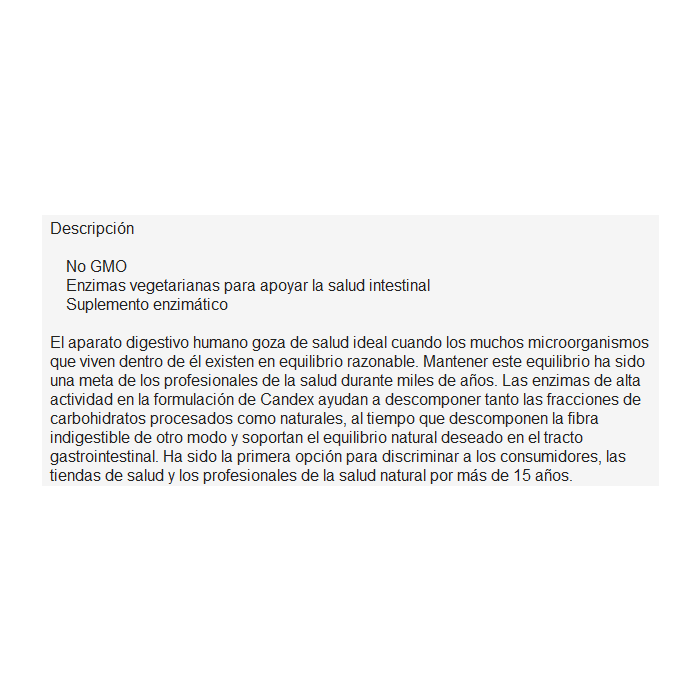 Descripción
No GMO
Enzimas vegetarianas para apoyar la salud intestinal
Suplemento enzimático
El aparato digestivo humano goza de salud ideal cuando los muchos microorganismos
que viven dentro de él existen en equilibrio razonable. Mantener este equilibrio ha sido
una meta de los profesionales de la salud durante miles de años. Las enzimas de alta
actividad en la formulación de Candex ayudan a descomponer tanto las fracciones de
carbohidratos procesados como naturales, al tiempo que descomponen la fibra
indigestible de otro modo y soportan el equilibrio natural deseado en el tracto
gastrointestinal. Ha sido la primera opción para discriminar a los consumidores, las
tiendas de salud y los profesionales de la salud natural por más de 15 años.